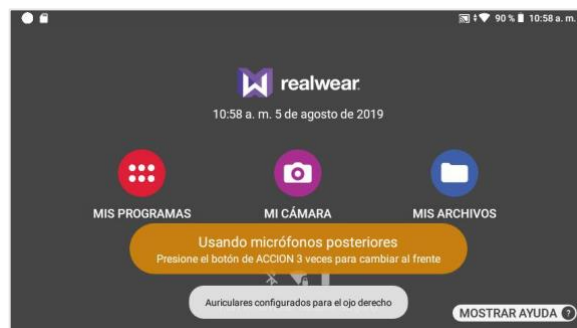 90 % 10:58 a. m.
realwear
10:58 a. m. 5 de agosto de 2019
MIS PROGRAMAS MI CÁMARA MIS ARCHIVOS
Usando micrófonos posteriores
Presione el botón de ACCION 3 veces para cambiar al frente
Auriculares configurados para el ojo derecho
MOSTRAR AYUDA ?